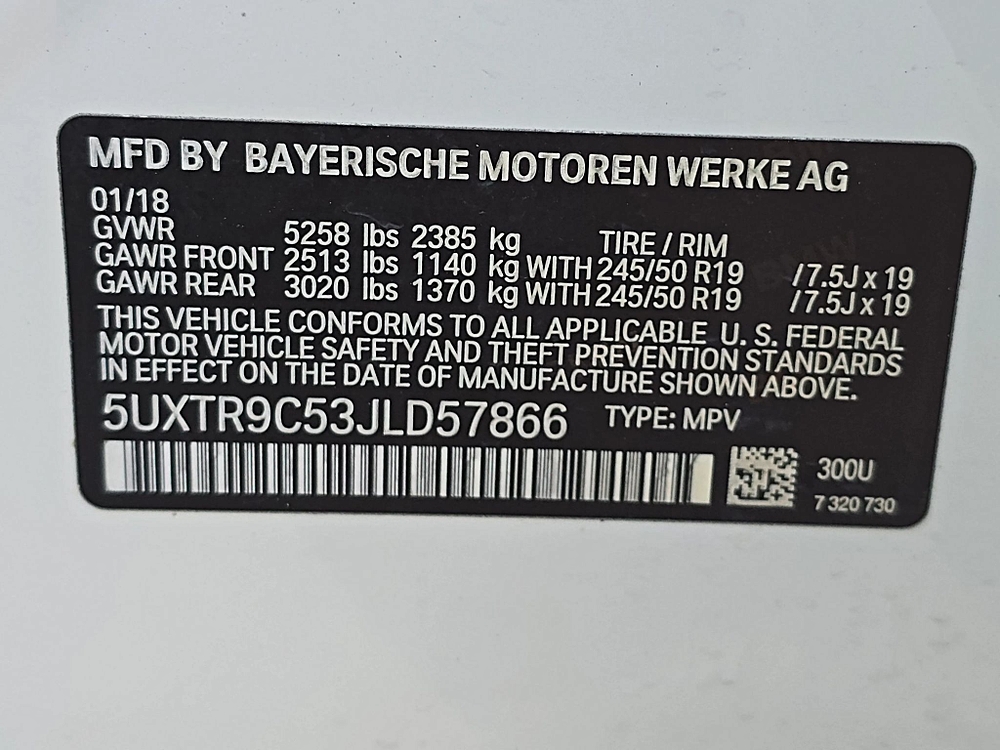 MFD BY BAYERISCHE MOTOREN WERKE AG
01/18
GVWR 5258 lbs 2385 kg TIRE / RIM
GAWR FRONT 2513 lbs 1140 kg WITH 245/50 R19 /7.5J x 19
GAWR REAR 3020 lbs 1370 kg WITH 245/50 R19 /7.5J x 19
THIS VEHICLE CONFORMS TO ALL APPLICABLE U. S. FEDERAL
MOTOR VEHICLE SAFETY AND THEFT PREVENTION STANDARDS
IN EFFECT ON THE DATE OF MANUFACTURE SHOWN ABOVE.
5UXTR9C53JLD57866 TYPE: MPV
300U
7 320 730